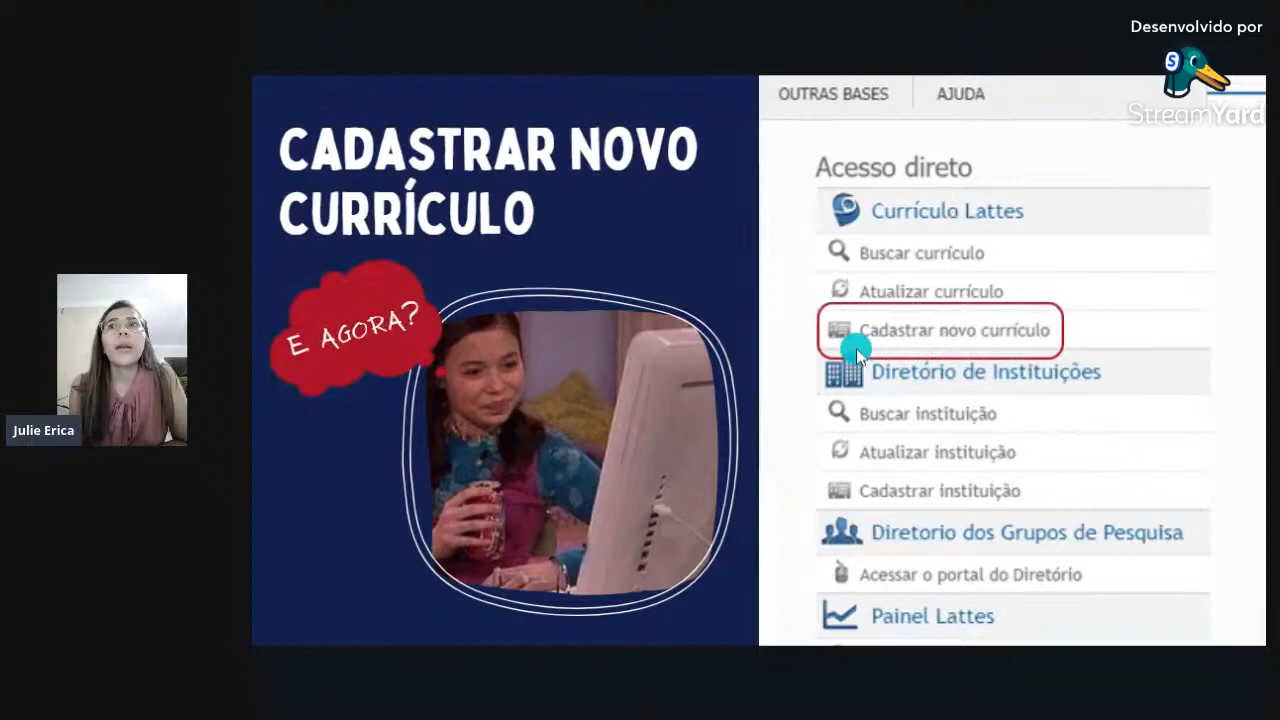 Desenvolvido por
StreamYard
CADASTRAR NOVO
CURRÍCULO
E AGORA?
Julie Erica
OUTRAS BASES
AJUDA
Acesso direto
Currículo Lattes
Buscar currículo
Atualizar currículo
Cadastrar novo currículo
Diretório de Instituições
Buscar instituição
Atualizar instituição
Cadastrar instituição
Diretorio dos Grupos de Pesquisa
Acessar o portal do Diretório
Painel Lattes